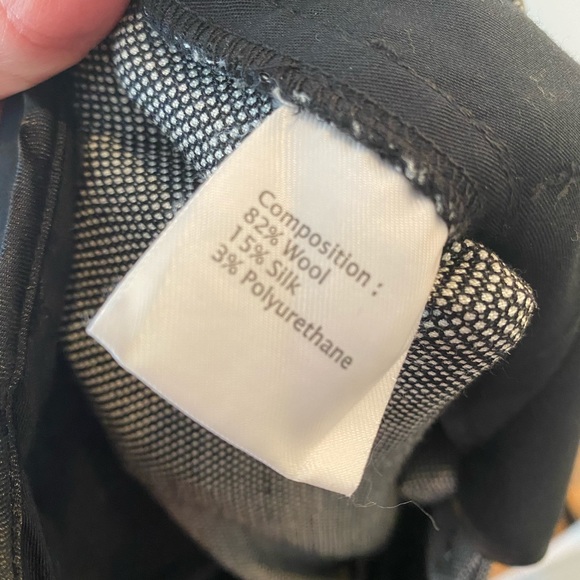 Composition :
82% Wool
15% Silk
3% Polyurethane